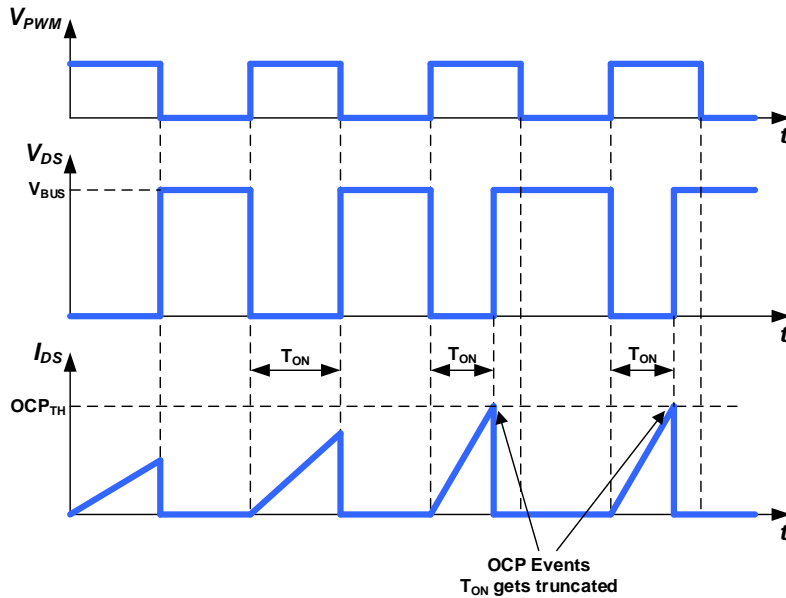 VPWM
t
VDS
VBUS
t
IDS
TON
TON
TON
OCPTH
t
OCP Events
TON gets truncated